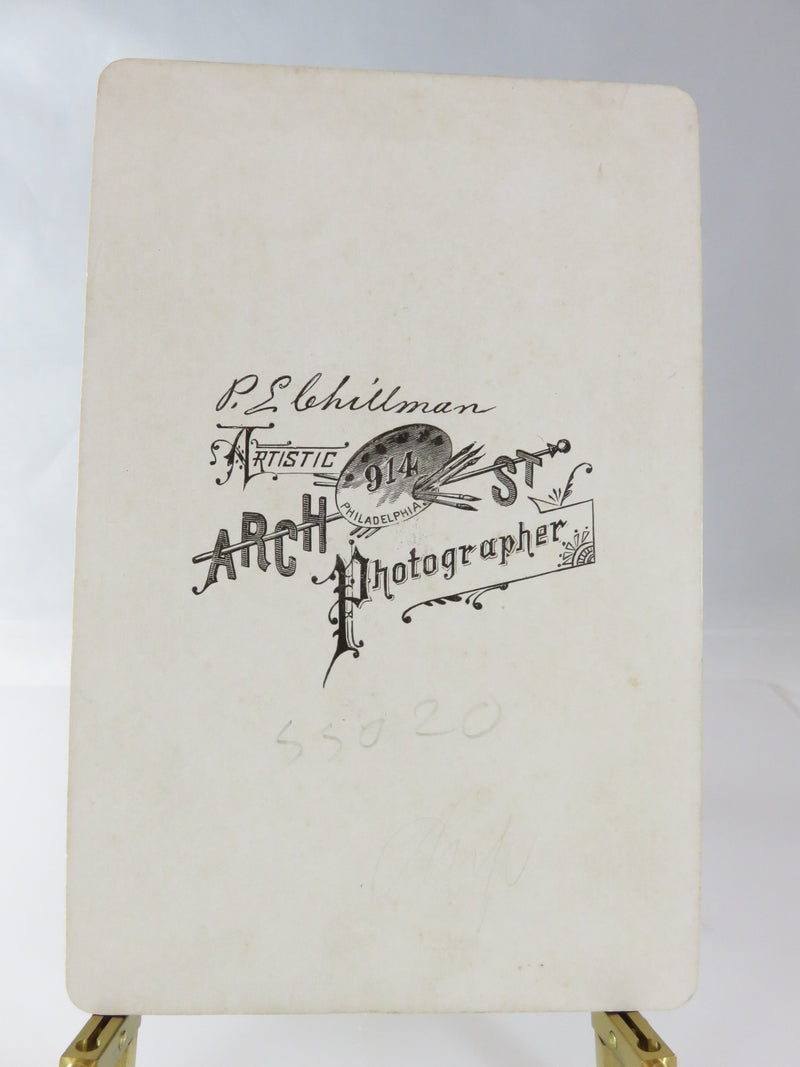 P. E. Chillman
ARTISTIC
914
PHILADELPHIA.
ARCH ST
Photographer
55020